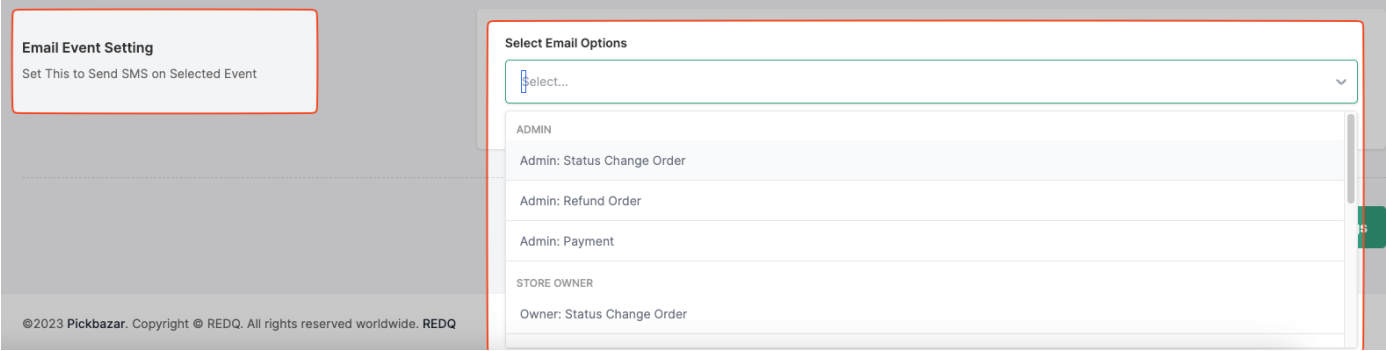 Email Event Setting
Set This to Send SMS on Selected Event
Select Email Options
Select...
ADMIN
Admin: Status Change Order
Admin: Refund Order
Admin: Payment
STORE OWNER
Owner: Status Change Order
©2023 Pickbazar. Copyright © REDQ. All rights reserved worldwide. REDQ